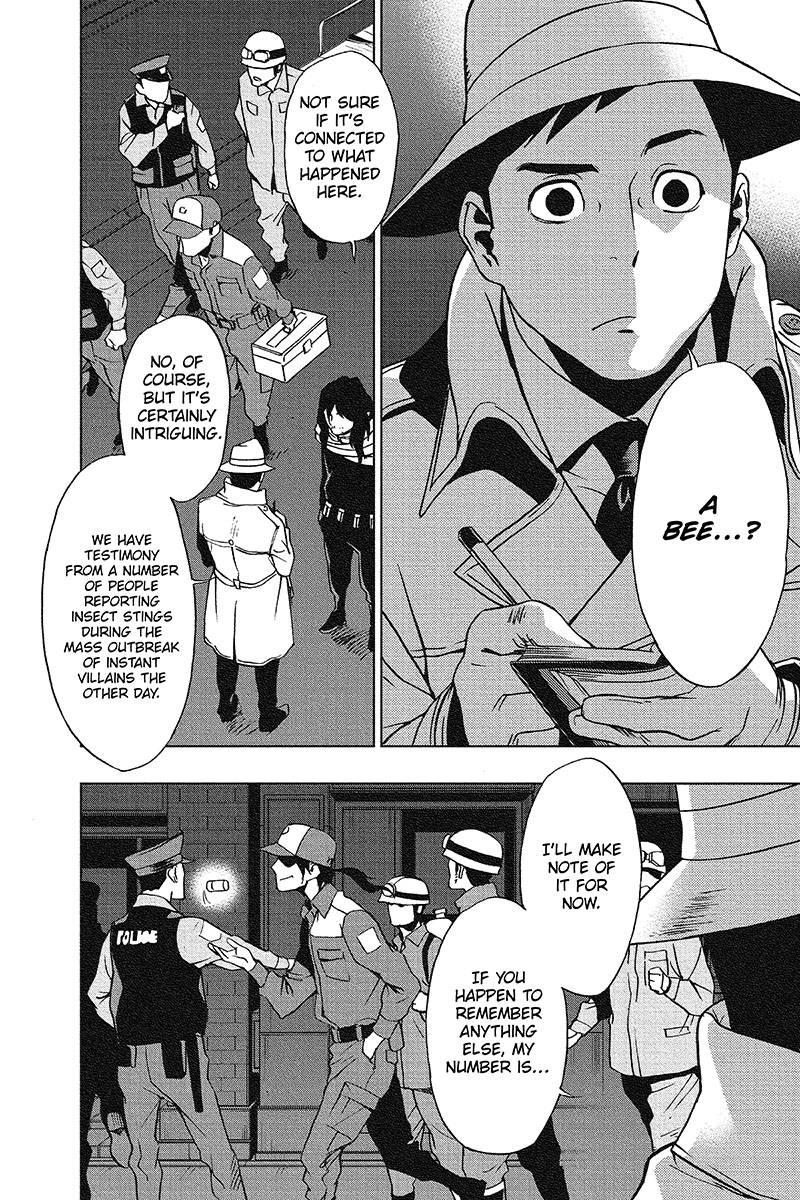 A
BEE...?
NOT SURE
IF IT'S
CONNECTED
TO WHAT
HAPPENED
HERE.
NO, OF
COURSE,
BUT IT'S
CERTAINLY
INTRIGUING.
WE HAVE
TESTIMONY
FROM A NUMBER
OF PEOPLE
REPORTING
INSECT STINGS
DURING THE
MASS OUTBREAK
OF INSTANT
VILLAINS THE
OTHER DAY.
I'LL MAKE
NOTE OF
IT FOR
NOW.
IF YOU
HAPPEN TO
REMEMBER
ANYTHING
ELSE, MY
NUMBER IS...
POLICE